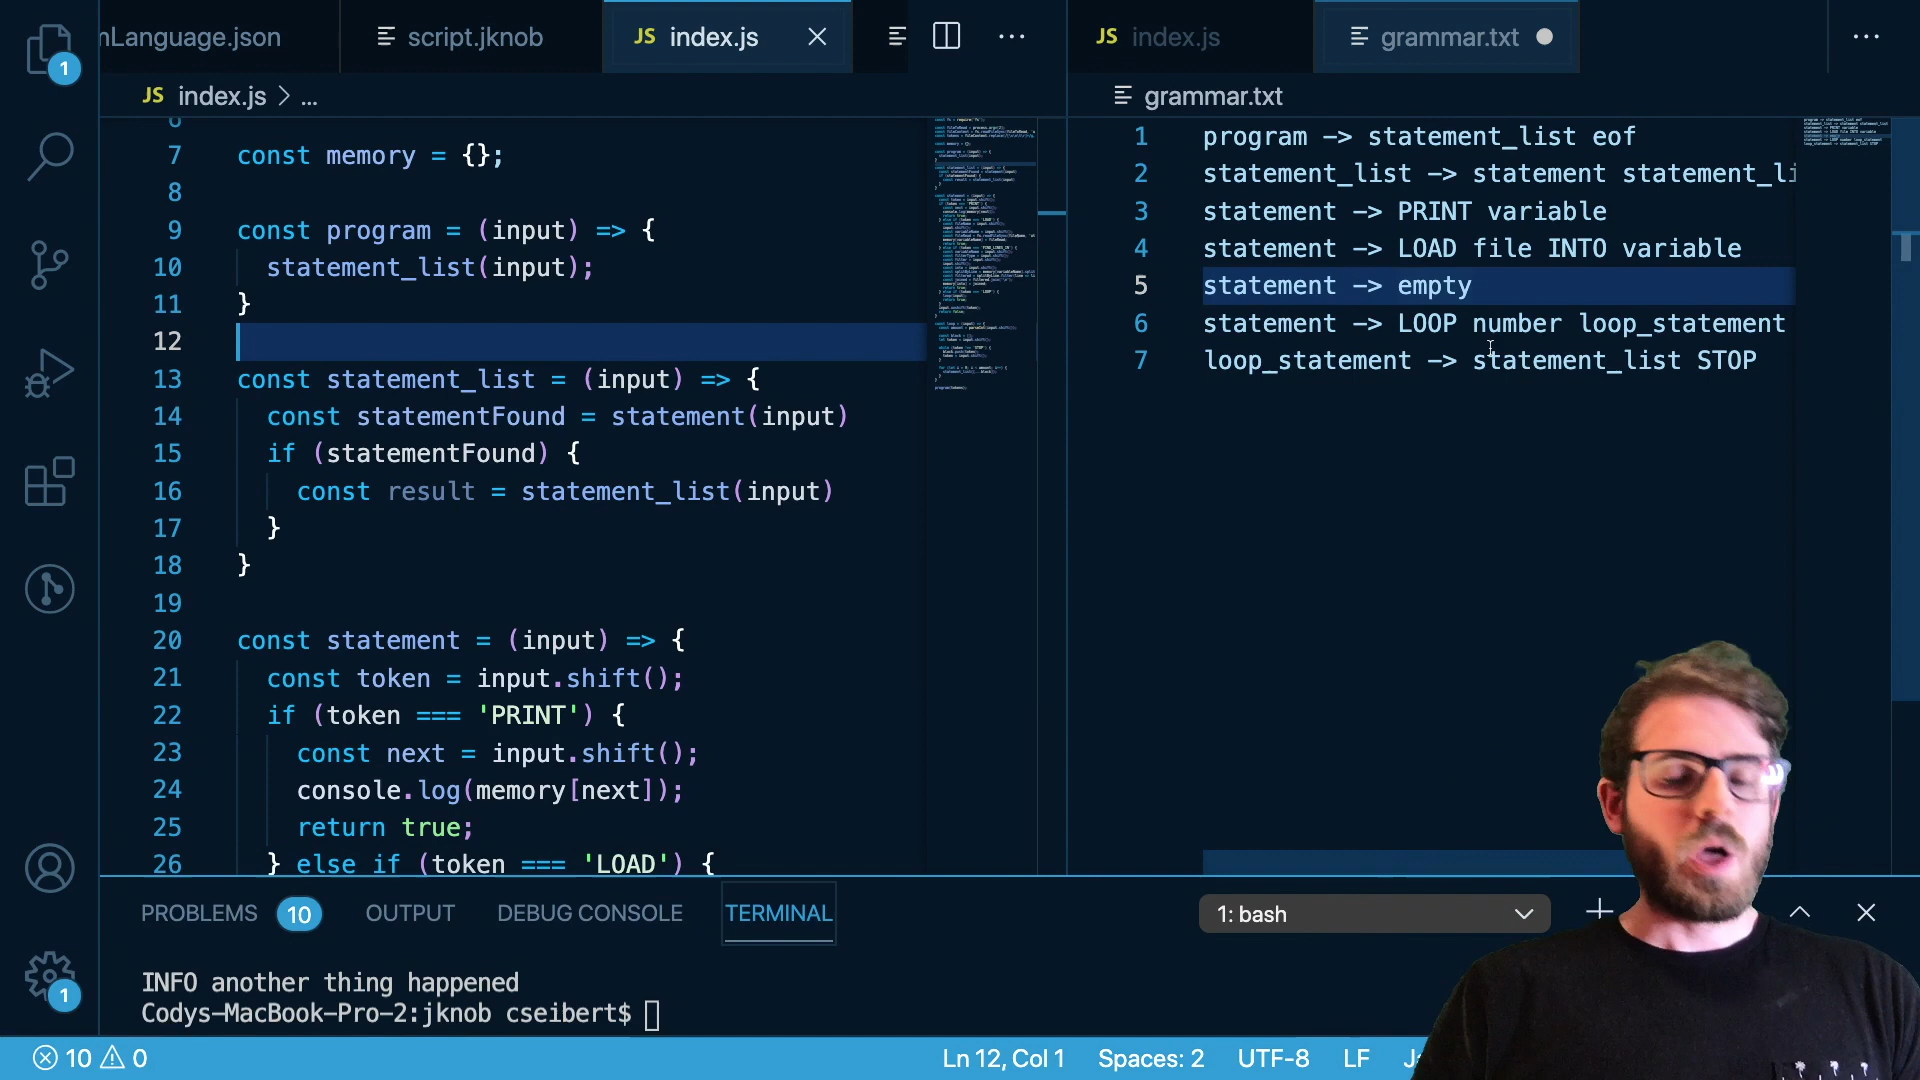 nLanguage.json
script.jknob
JS index.js
JS index.js
grammar.txt
1
JS index.js > ...
grammar.txt
6
7 const memory = {};
8
9 const program = (input) => {
10 statement_list(input);
11 }
12
13 const statement_list = (input) => {
14 const statementFound = statement(input)
15 if (statementFound) {
16 const result = statement_list(input)
17 }
18 }
19
20 const statement = (input) => {
21 const token = input.shift();
22 if (token === 'PRINT') {
23 const next = input.shift();
24 console.log(memory[next]);
25 return true;
26 } else if (token === 'LOAD') {
1 program -> statement_list eof
2 statement_list -> statement statement_li
3 statement -> PRINT variable
4 statement -> LOAD file INTO variable
5 statement -> empty
6 statement -> LOOP number loop_statement
7 loop_statement -> statement_list STOP
PROBLEMS 10 OUTPUT DEBUG CONSOLE TERMINAL
1: bash
INFO another thing happened
Codys-MacBook-Pro-2:jknob cseibert$
1
10 0
Ln 12, Col 1 Spaces: 2 UTF-8 LF